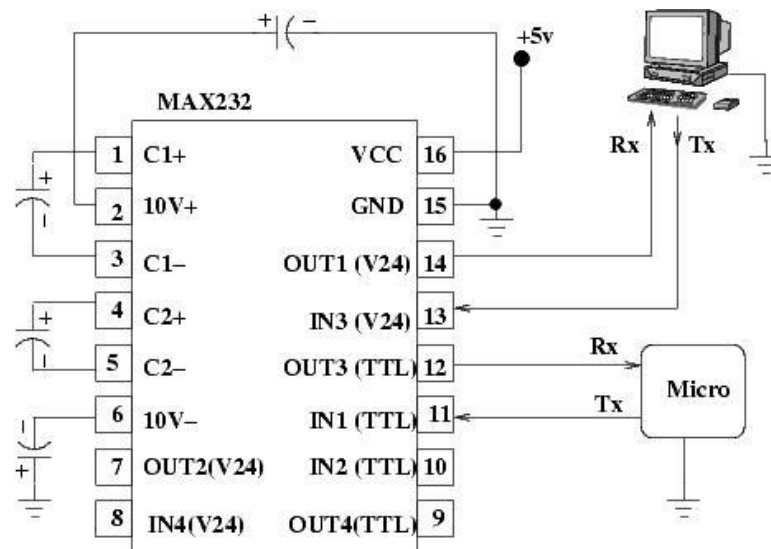 + −
+5v
MAX232
1 C1+ VCC 16
Rx Tx
+
−
2 10V+ GND 15
3 C1− OUT1 (V24) 14
4 C2+ IN3 (V24) 13
+
−
5 C2− OUT3 (TTL) 12
Rx
Micro
6 10V− IN1 (TTL) 11
Tx
−
+
7 OUT2(V24) IN2 (TTL) 10
8 IN4(V24) OUT4(TTL) 9